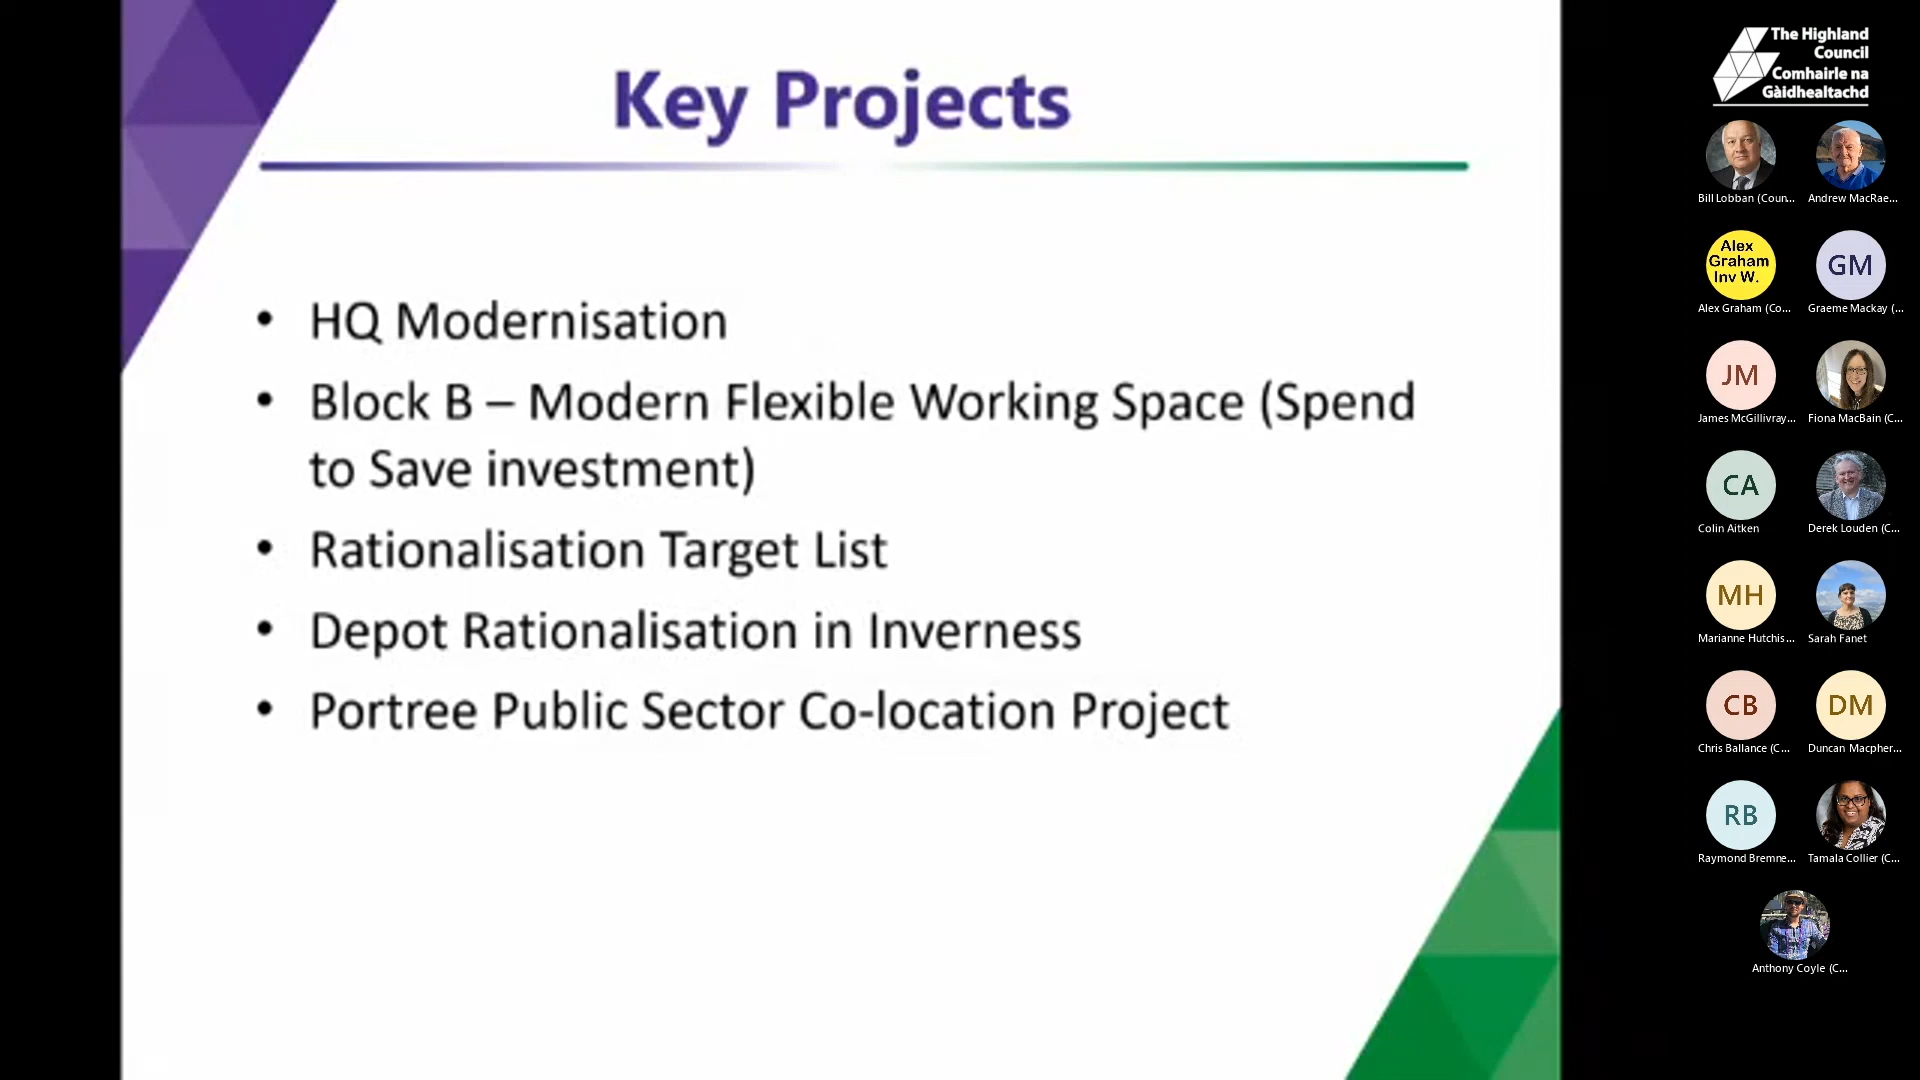 Key Projects
• HQ Modernisation
• Block B – Modern Flexible Working Space (Spend
to Save investment)
• Rationalisation Target List
• Depot Rationalisation in Inverness
• Portree Public Sector Co-location Project
The Highland
Council
Comhairle na
Gàidhealtachd
Bill Lobban (Coun...
Andrew MacRae...
Alex
Graham
Inv W.
GM
Alex Graham (Co...
Graeme Mackay (...
JM
James McGillivray...
Fiona MacBain (C...
CA
Colin Aitken
Derek Louden (C...
MH
Marianne Hutchis...
Sarah Fanet
CB
DM
Chris Ballance (C...
Duncan Macpher...
RB
Raymond Bremne...
Tamala Collier (C...
Anthony Coyle (C...